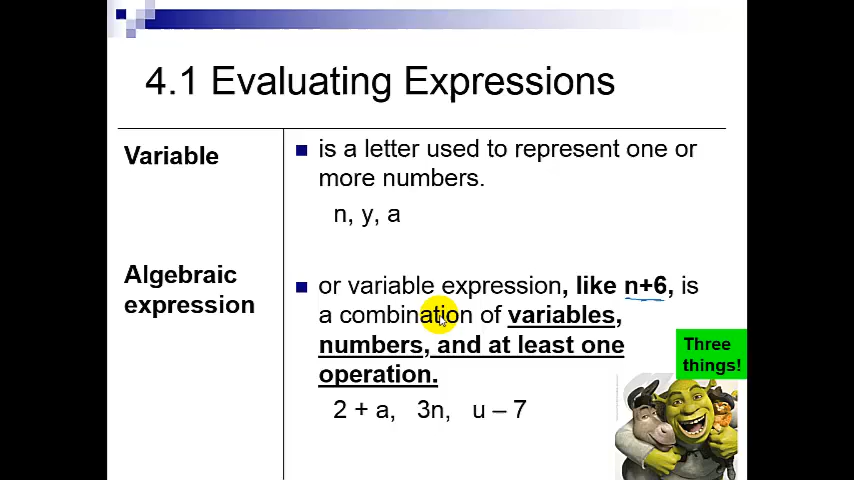 4.1 Evaluating Expressions
Variable
is a letter used to represent one or
more numbers.
n, y, a
Algebraic
expression
or variable expression, like n+6, is
a combination of variables,
numbers, and at least one
operation.
2 + a, 3n, u – 7
Three
things!